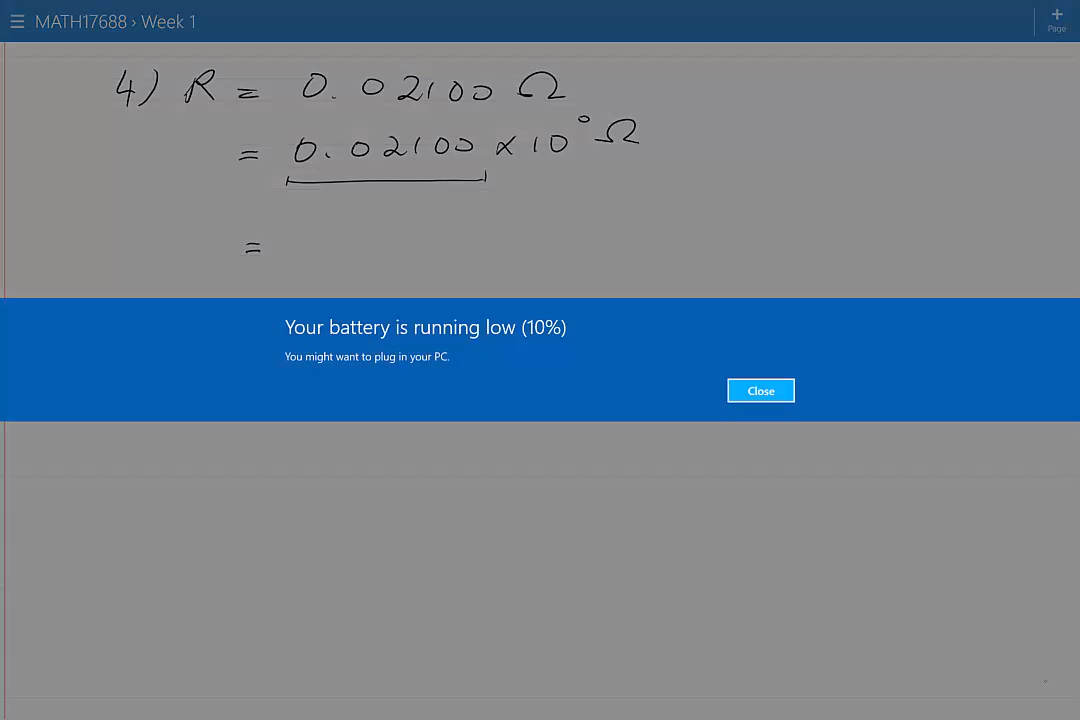 ☰ MATH17688 › Week 1
+
Page
4) R = 0.02100 Ω
= 0.02100 × 10⁰ Ω
=
Your battery is running low (10%)
You might want to plug in your PC.
Close